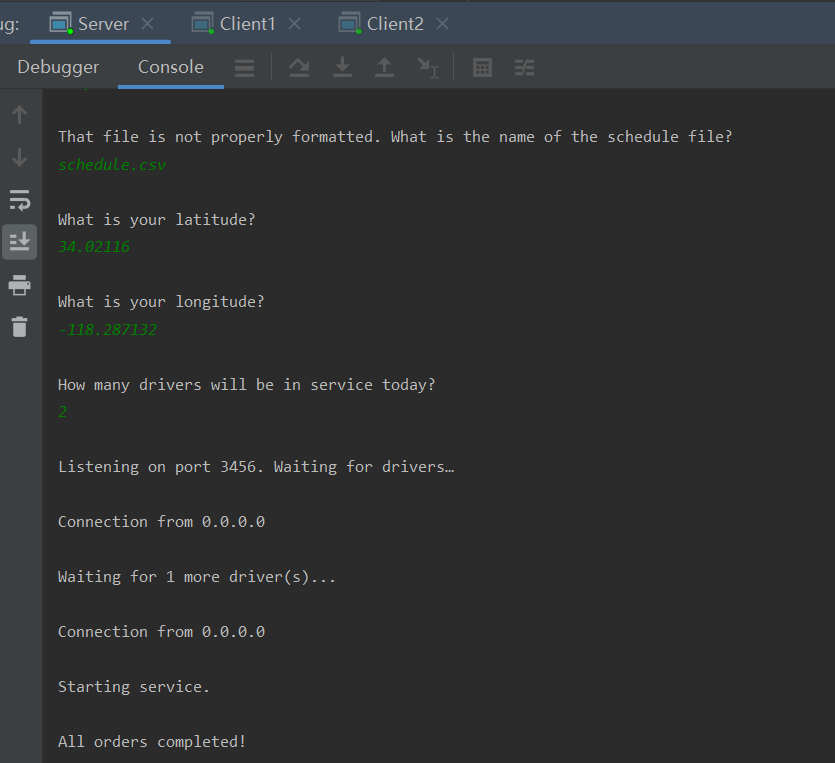 ug:
Server
Client1
Client2
Debugger
Console
That file is not properly formatted. What is the name of the schedule file?
schedule.csv
What is your latitude?
34.02116
What is your longitude?
-118.287132
How many drivers will be in service today?
2
Listening on port 3456. Waiting for drivers…
Connection from 0.0.0.0
Waiting for 1 more driver(s)...
Connection from 0.0.0.0
Starting service.
All orders completed!